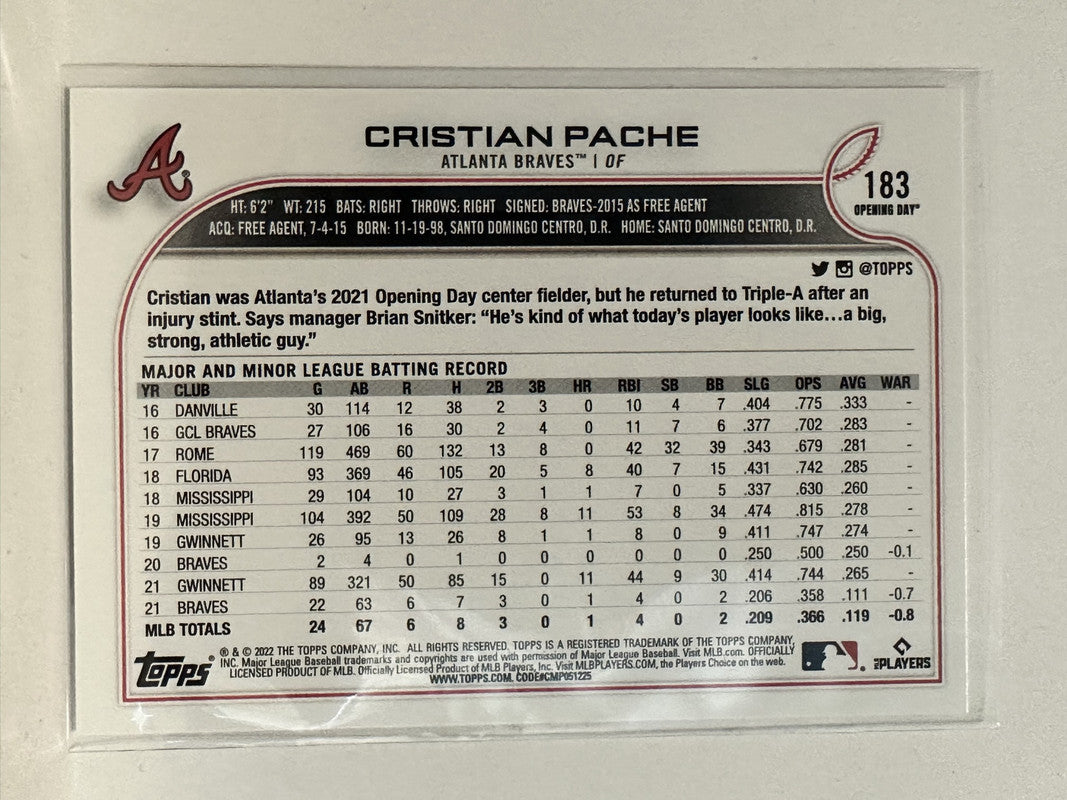 CRISTIAN PACHE
ATLANTA BRAVES™ | OF
A®
183
OPENING DAY®
HT: 6'2" WT: 215 BATS: RIGHT THROWS: RIGHT SIGNED: BRAVES-2015 AS FREE AGENT
ACQ: FREE AGENT, 7-4-15 BORN: 11-19-98, SANTO DOMINGO CENTRO, D.R. HOME: SANTO DOMINGO CENTRO, D.R.
@TOPPS
Cristian was Atlanta's 2021 Opening Day center fielder, but he returned to Triple-A after an
injury stint. Says manager Brian Snitker: "He's kind of what today's player looks like...a big,
strong, athletic guy."
MAJOR AND MINOR LEAGUE BATTING RECORD
YR CLUB G AB R H 2B 3B HR RBI SB BB SLG OPS AVG WAR
16 DANVILLE 30 114 12 38 2 3 0 10 4 7 .404 .775 .333 -
16 GCL BRAVES 27 106 16 30 2 4 0 11 7 6 .377 .702 .283 -
17 ROME 119 469 60 132 13 8 0 42 32 39 .343 .679 .281 -
18 FLORIDA 93 369 46 105 20 5 8 40 7 15 .431 .742 .285 -
18 MISSISSIPPI 29 104 10 27 3 1 1 7 0 5 .337 .630 .260 -
19 MISSISSIPPI 104 392 50 109 28 8 11 53 8 34 .474 .815 .278 -
19 GWINNETT 26 95 13 26 8 1 1 8 0 9 .411 .747 .274 -
20 BRAVES 2 4 0 1 0 0 0 0 0 0 .250 .500 .250 -0.1
21 GWINNETT 89 321 50 85 15 0 11 44 9 30 .414 .744 .265 -
21 BRAVES 22 63 6 7 3 0 1 4 0 2 .206 .358 .111 -0.7
MLB TOTALS 24 67 6 8 3 0 1 4 0 2 .209 .366 .119 -0.8
Topps®
® & © 2022 THE TOPPS COMPANY, INC. ALL RIGHTS RESERVED. TOPPS IS A REGISTERED TRADEMARK OF THE TOPPS COMPANY,
INC. Major League Baseball trademarks and copyrights are used with permission of Major League Baseball. Visit MLB.com. OFFICIALLY
LICENSED PRODUCT OF MLB. Officially Licensed Product of MLB Players, Inc. Visit MLBPLAYERS.COM, the Players Choice on the web.
WWW.TOPPS.COM. CODE#CMP051225
MLB PLAYERS